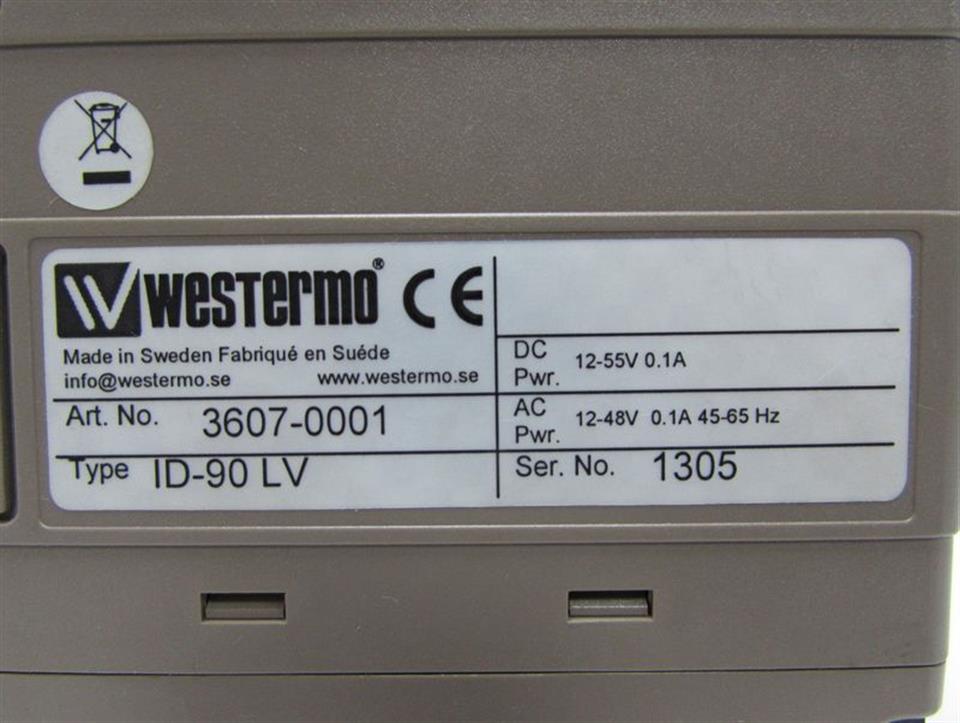 WESTERMO® CE
Made in Sweden Fabriqué en Suéde
info@westermo.se www.westermo.se
Art. No. 3607-0001
Type ID-90 LV
DC Pwr. 12-55V 0.1A
AC Pwr. 12-48V 0.1A 45-65 Hz
Ser. No. 1305